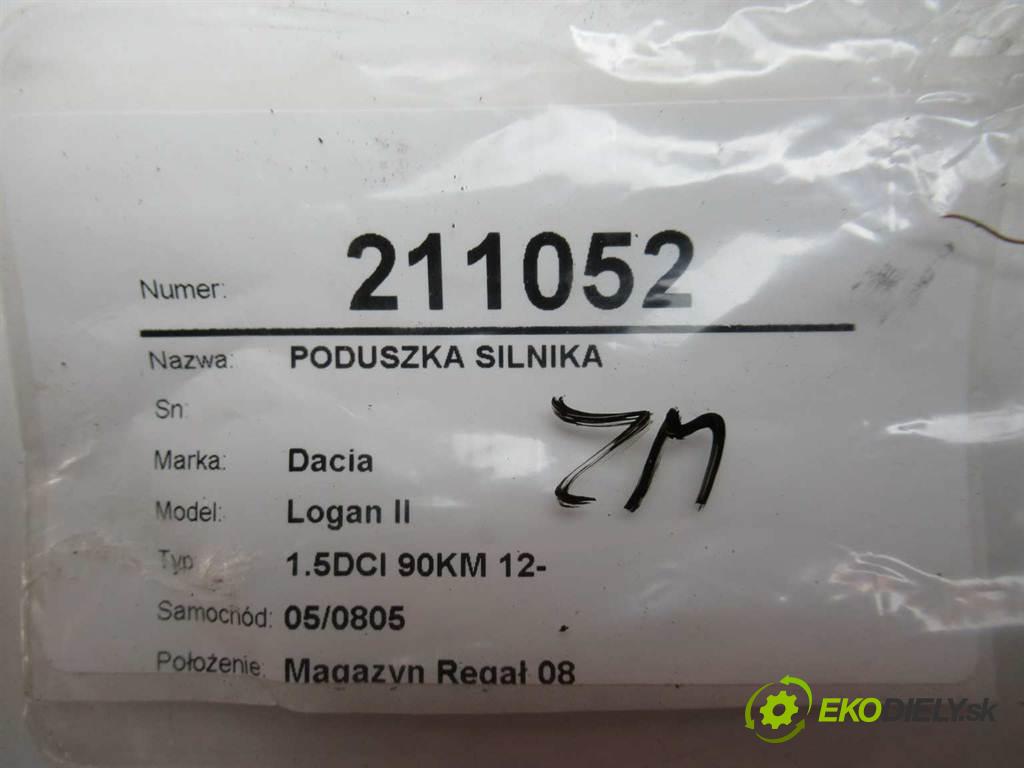 Numer: 211052
Nazwa: PODUSZKA SILNIKA
Sn:
ZM
Marka: Dacia
Model: Logan II
Typ 1.5DCI 90KM 12-
Samochód: 05/0805
Położenie: Magazyn Regał 08
EKODIELY.sk